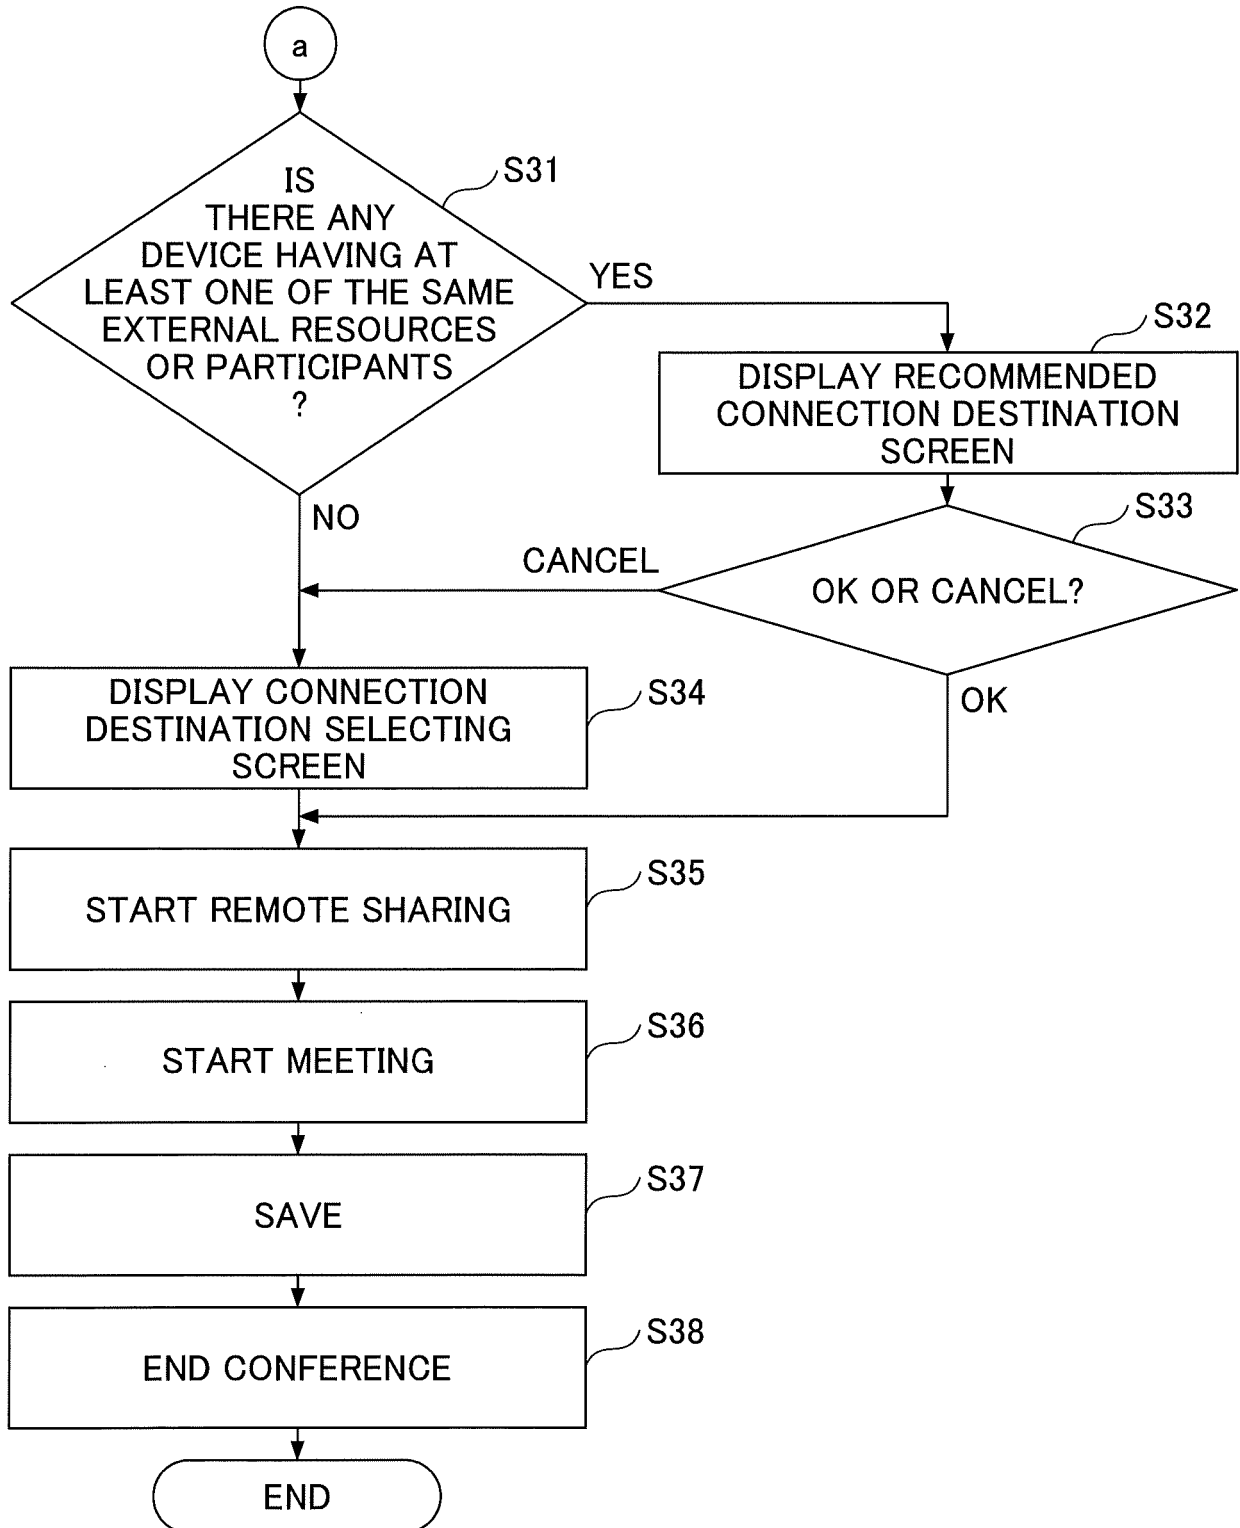 a
IS
THERE ANY
DEVICE HAVING AT
LEAST ONE OF THE SAME
EXTERNAL RESOURCES
OR PARTICIPANTS
?
S31
YES
NO
S32
DISPLAY RECOMMENDED
CONNECTION DESTINATION
SCREEN
S33
OK OR CANCEL?
CANCEL
OK
S34
DISPLAY CONNECTION
DESTINATION SELECTING
SCREEN
S35
START REMOTE SHARING
S36
START MEETING
S37
SAVE
S38
END CONFERENCE
END